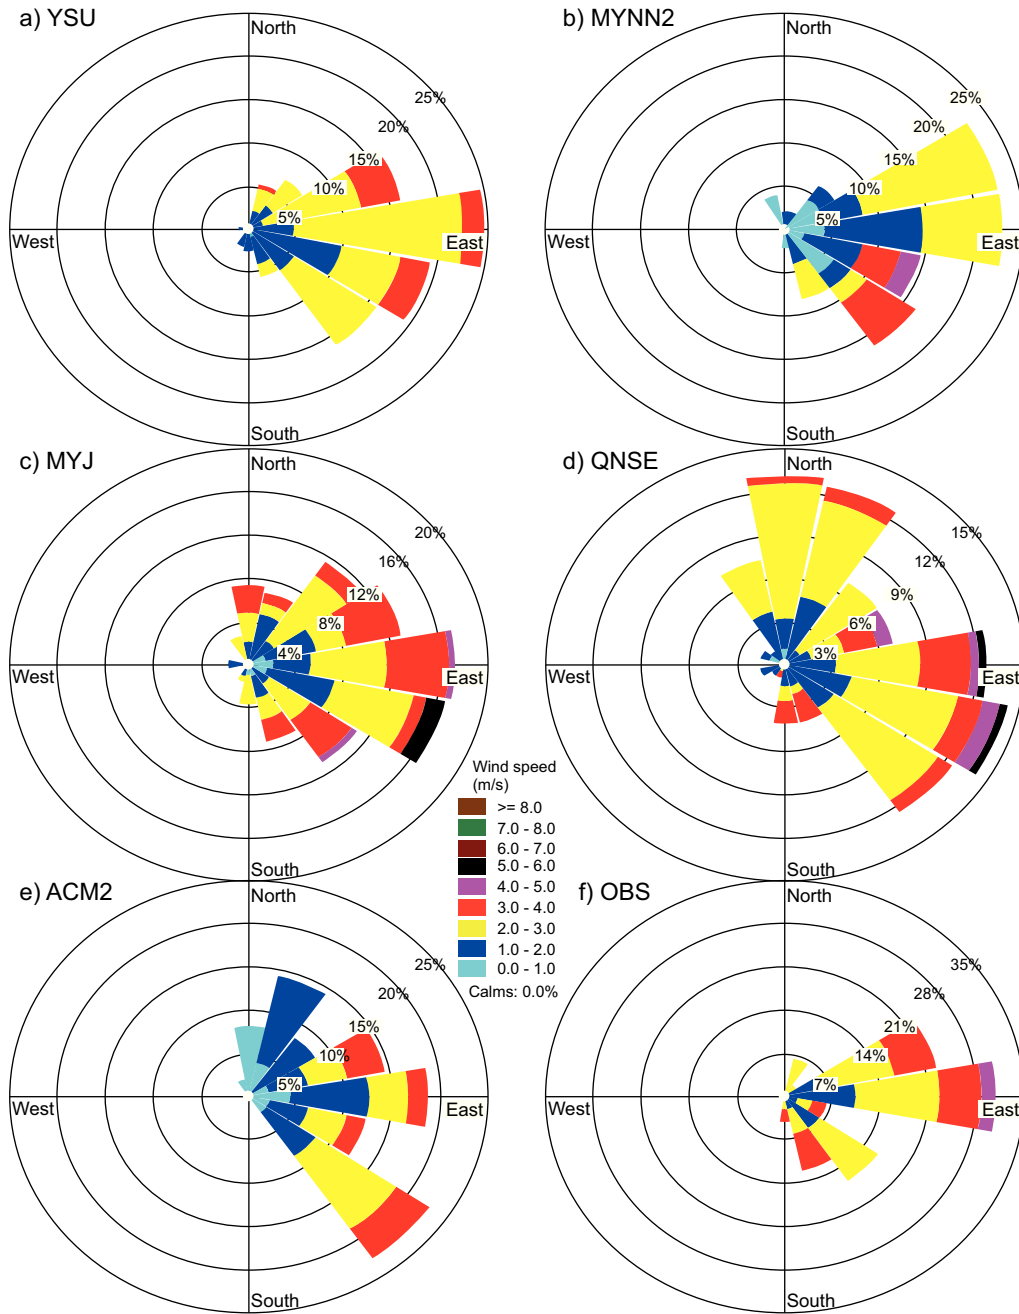 a) YSU
North
25%
20%
15%
10%
5%
West
East
South
b) MYNN2
North
25%
20%
15%
10%
5%
West
East
South
c) MYJ
North
20%
16%
12%
8%
4%
West
East
South
d) QNSE
North
15%
12%
9%
6%
3%
West
East
South
Wind speed
(m/s)
>= 8.0
7.0 - 8.0
6.0 - 7.0
5.0 - 6.0
4.0 - 5.0
3.0 - 4.0
2.0 - 3.0
1.0 - 2.0
0.0 - 1.0
Calms: 0.0%
e) ACM2
North
25%
20%
15%
10%
5%
West
East
South
f) OBS
North
35%
28%
21%
14%
7%
West
East
South